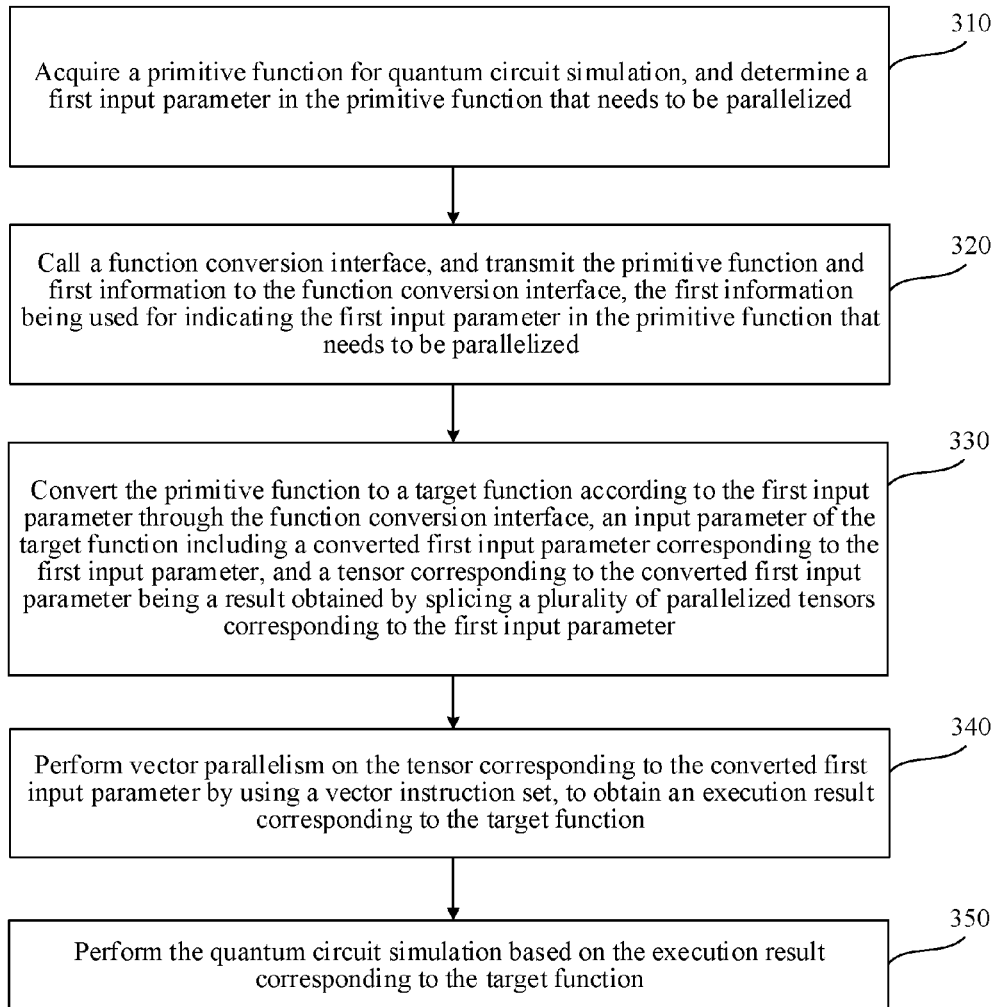 310
Acquire a primitive function for quantum circuit simulation, and determine a
first input parameter in the primitive function that needs to be parallelized
320
Call a function conversion interface, and transmit the primitive function and
first information to the function conversion interface, the first information
being used for indicating the first input parameter in the primitive function that
needs to be parallelized
330
Convert the primitive function to a target function according to the first input
parameter through the function conversion interface, an input parameter of the
target function including a converted first input parameter corresponding to the
first input parameter, and a tensor corresponding to the converted first input
parameter being a result obtained by splicing a plurality of parallelized tensors
corresponding to the first input parameter
340
Perform vector parallelism on the tensor corresponding to the converted first
input parameter by using a vector instruction set, to obtain an execution result
corresponding to the target function
350
Perform the quantum circuit simulation based on the execution result
corresponding to the target function